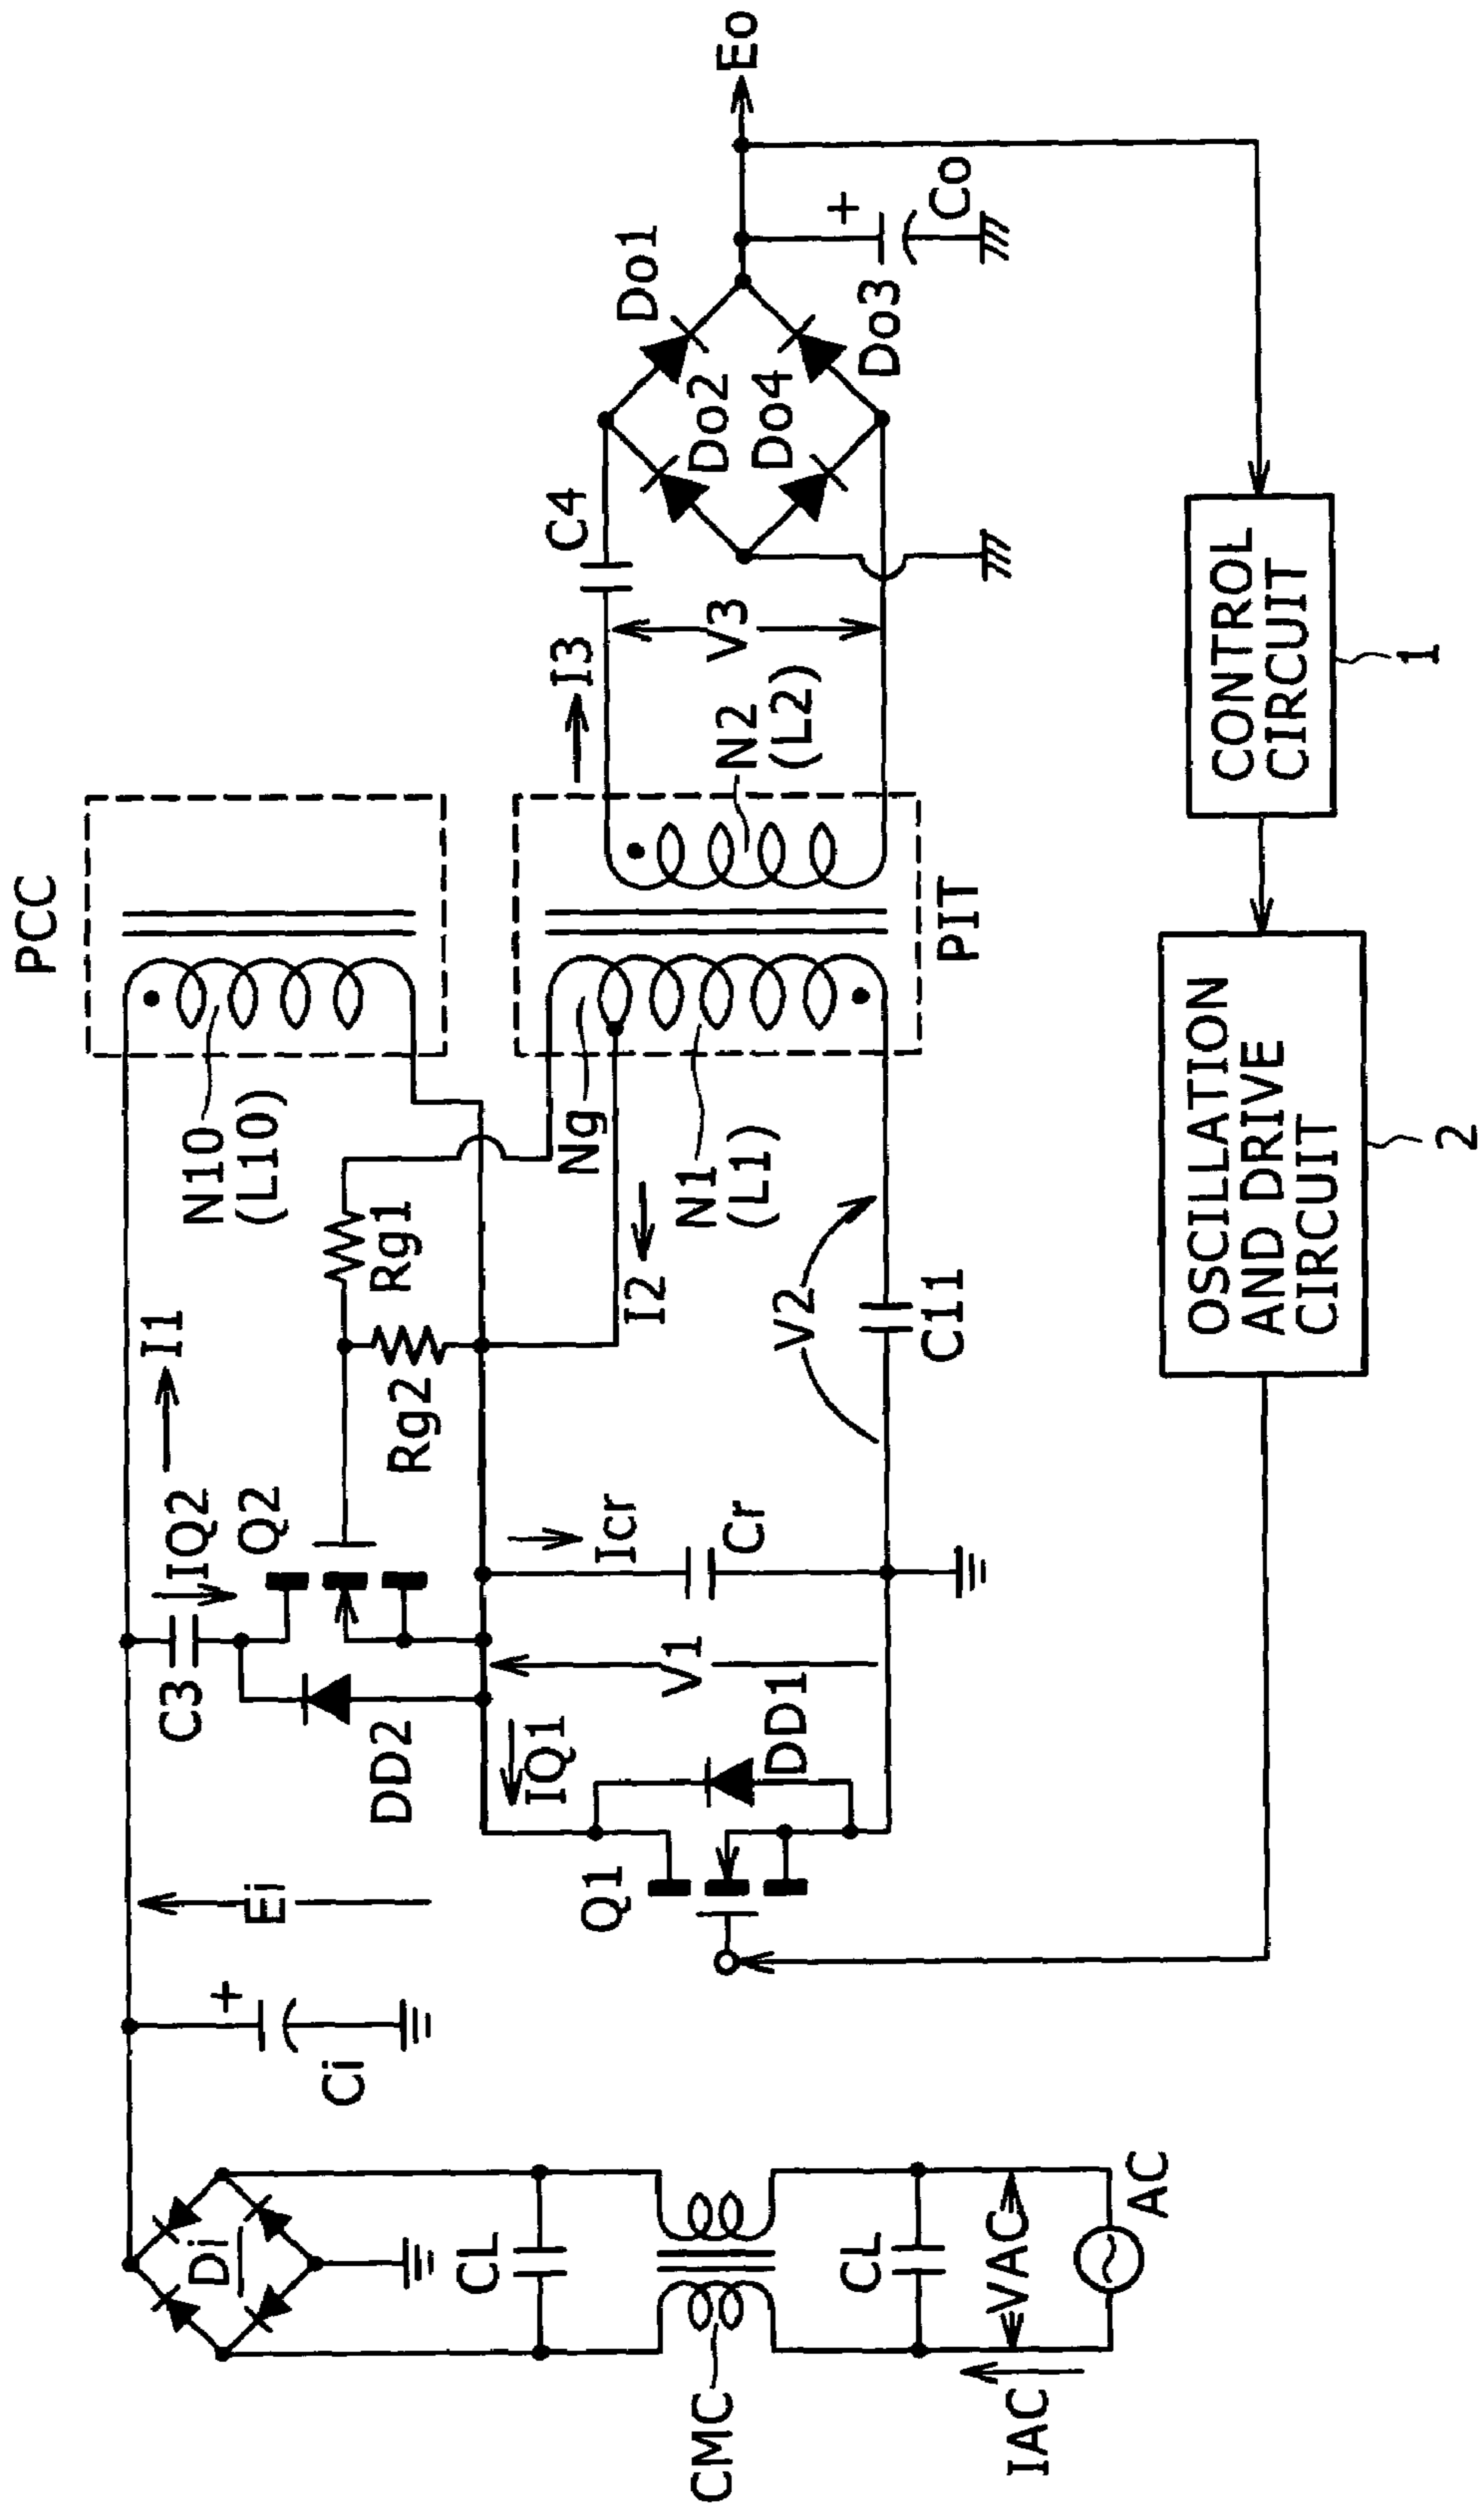 PCC
N10
(L10)
I1
IQ2
Q2
C3
DD2
Rg1
Rg2
Ng
N1
(L1)
I2
PIT
N2
(L2)
I3
V3
C4
Do1
Do2
Do4
Do3
+
Co
Eo
V2
C11
Icr
Cr
V1
IQ1
DD1
Q1
Ei
+
Ci
Di
CL
CMC
CL
VAC
AC
IAC
CONTROL
CIRCUIT
1
OSCILLATION
AND DRIVE
CIRCUIT
2